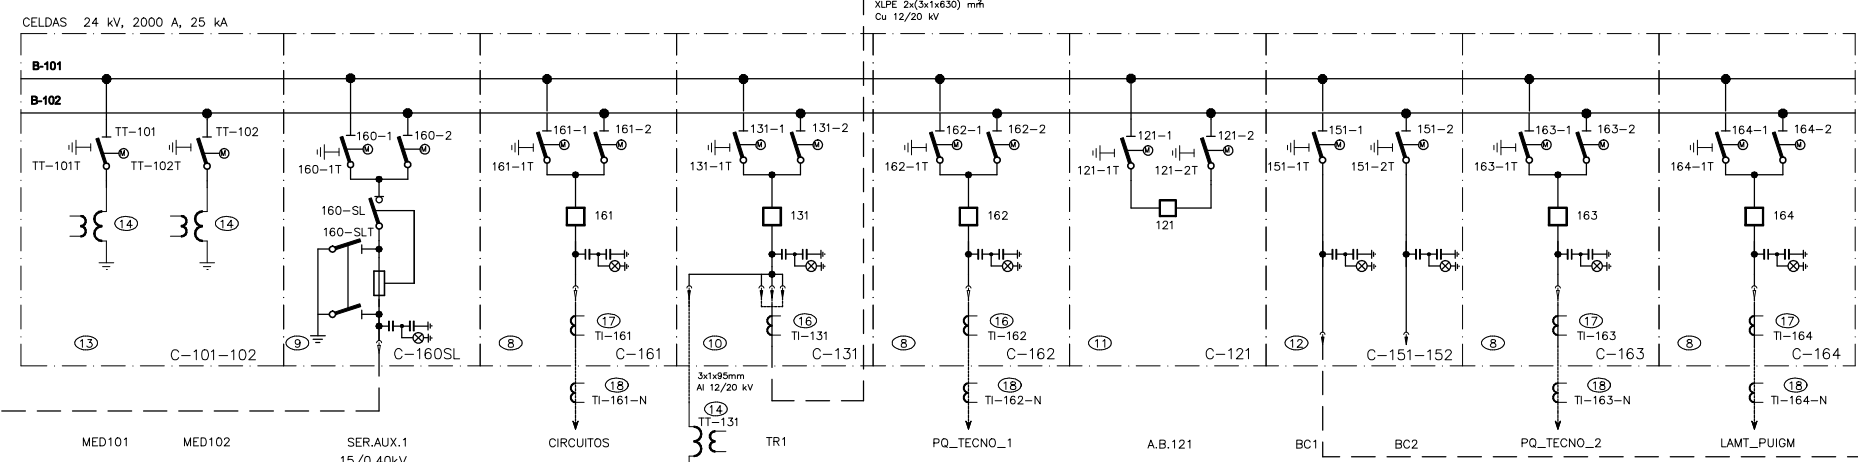 XLPE 2x(3x1x630) mm²
Cu 12/20 kV
CELDAS 24 kV, 2000 A, 25 kA
B-101
B-102
TT-101 TT-102 160-1 160-2 161-1 161-2 131-1 131-2 162-1 162-2 121-1 121-2 151-1 151-2 163-1 163-2 164-1 164-2
M M M M M M M M M M M M M M M M M M
TT-101T TT-102T 160-1T 161-1T 131-1T 162-1T 121-1T 121-2T 151-1T 151-2T 163-1T 164-1T
160-SL 161 131 162 121 163 164
14 14
160-SLT
17 16 16 17 17
TI-161 TI-131 TI-162 TI-163 TI-164
13 9 8 10 8 11 12 8 8
C-101-102 C-160SL C-161 C-131 C-162 C-121 C-151-152 C-163 C-164
3x1x95mm
Al 12/20 kV
18 18 18 18
TI-161-N TI-162-N TI-163-N TI-164-N
14
TT-131
MED101 MED102 SER.AUX.1 CIRCUITOS TR1 PQ_TECNO_1 A.B.121 BC1 BC2 PQ_TECNO_2 LAMT_PUIGM
15/0.40kV